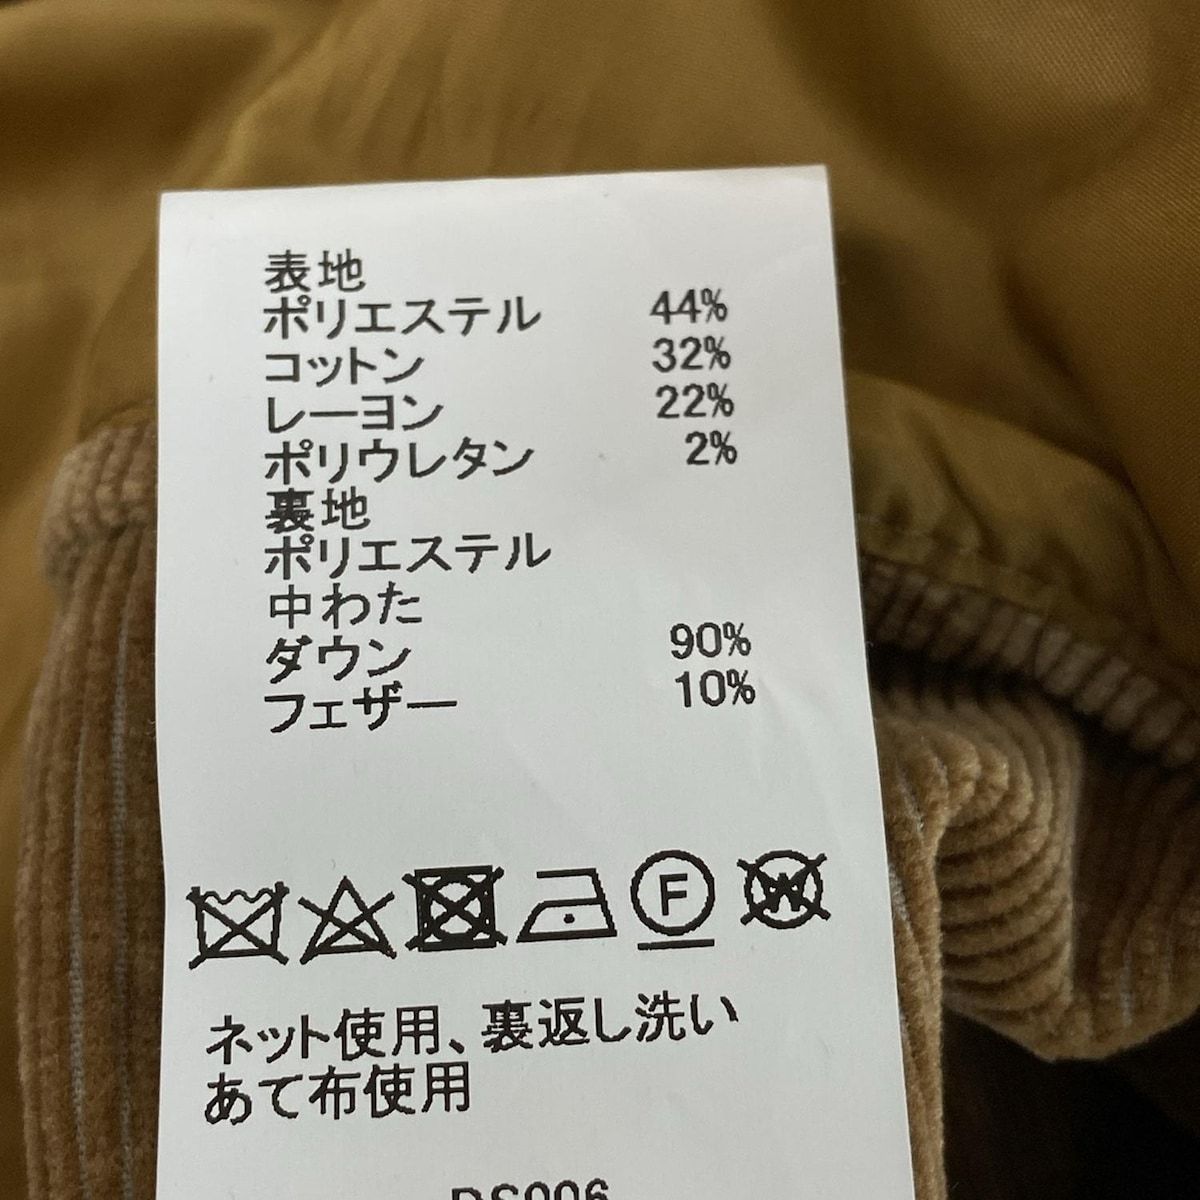 表地
ポリエステル 44%
コットン 32%
レーヨン 22%
ポリウレタン 2%
裏地
ポリエステル
中わた
ダウン 90%
フェザー 10%
F W
ネット使用、裏返し洗い
あて布使用
DS006